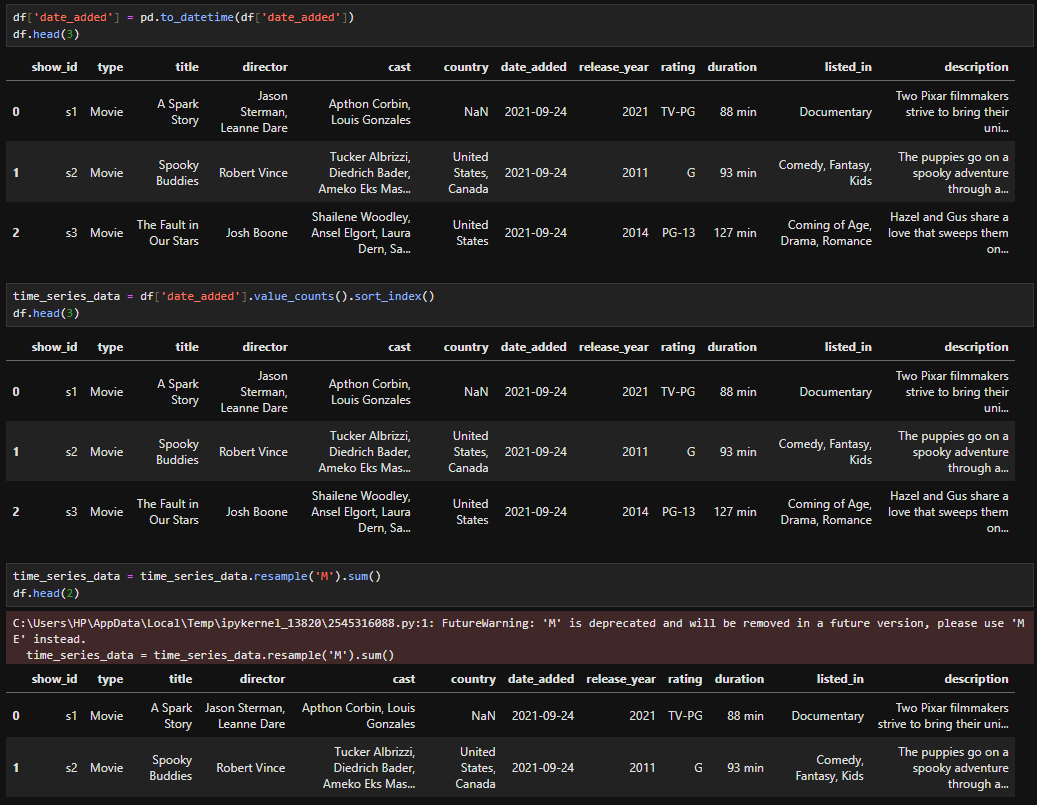 df['date_added'] = pd.to_datetime(df['date_added'])
df.head(3)
show_id type title director cast country date_added release_year rating duration listed_in description
0 s1 Movie A Spark Story Jason Sterman, Leanne Dare Apthon Corbin, Louis Gonzales NaN 2021-09-24 2021 TV-PG 88 min Documentary Two Pixar filmmakers strive to bring their uni...
1 s2 Movie Spooky Buddies Robert Vince Tucker Albrizzi, Diedrich Bader, Ameko Eks Mas... United States, Canada 2021-09-24 2011 G 93 min Comedy, Fantasy, Kids The puppies go on a spooky adventure through a...
2 s3 Movie The Fault in Our Stars Josh Boone Shailene Woodley, Ansel Elgort, Laura Dern, Sa... United States 2021-09-24 2014 PG-13 127 min Coming of Age, Drama, Romance Hazel and Gus share a love that sweeps them on...
time_series_data = df['date_added'].value_counts().sort_index()
df.head(3)
show_id type title director cast country date_added release_year rating duration listed_in description
0 s1 Movie A Spark Story Jason Sterman, Leanne Dare Apthon Corbin, Louis Gonzales NaN 2021-09-24 2021 TV-PG 88 min Documentary Two Pixar filmmakers strive to bring their uni...
1 s2 Movie Spooky Buddies Robert Vince Tucker Albrizzi, Diedrich Bader, Ameko Eks Mas... United States, Canada 2021-09-24 2011 G 93 min Comedy, Fantasy, Kids The puppies go on a spooky adventure through a...
2 s3 Movie The Fault in Our Stars Josh Boone Shailene Woodley, Ansel Elgort, Laura Dern, Sa... United States 2021-09-24 2014 PG-13 127 min Coming of Age, Drama, Romance Hazel and Gus share a love that sweeps them on...
time_series_data = time_series_data.resample('M').sum()
df.head(2)
C:\Users\HP\AppData\Local\Temp\ipykernel_13820\2545316088.py:1: FutureWarning: 'M' is deprecated and will be removed in a future version, please use 'M
E' instead.
time_series_data = time_series_data.resample('M').sum()
show_id type title director cast country date_added release_year rating duration listed_in description
0 s1 Movie A Spark Story Jason Sterman, Leanne Dare Apthon Corbin, Louis Gonzales NaN 2021-09-24 2021 TV-PG 88 min Documentary Two Pixar filmmakers strive to bring their uni...
1 s2 Movie Spooky Buddies Robert Vince Tucker Albrizzi, Diedrich Bader, Ameko Eks Mas... United States, Canada 2021-09-24 2011 G 93 min Comedy, Fantasy, Kids The puppies go on a spooky adventure through a...